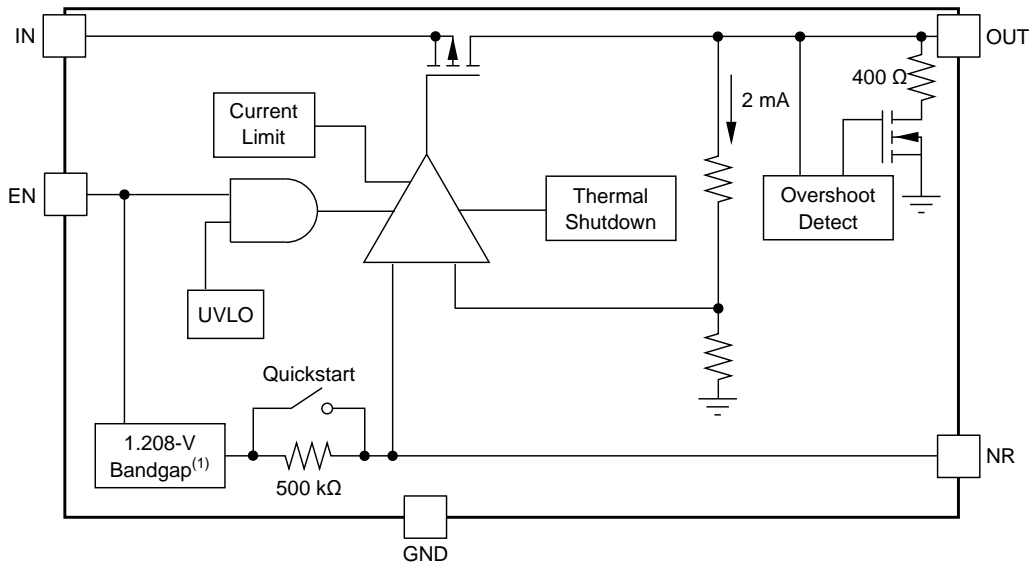 IN
OUT
400 Ω
2 mA
Current
Limit
EN
Thermal
Shutdown
Overshoot
Detect
UVLO
Quickstart
1.208-V
Bandgap(1)
500 kΩ
NR
GND